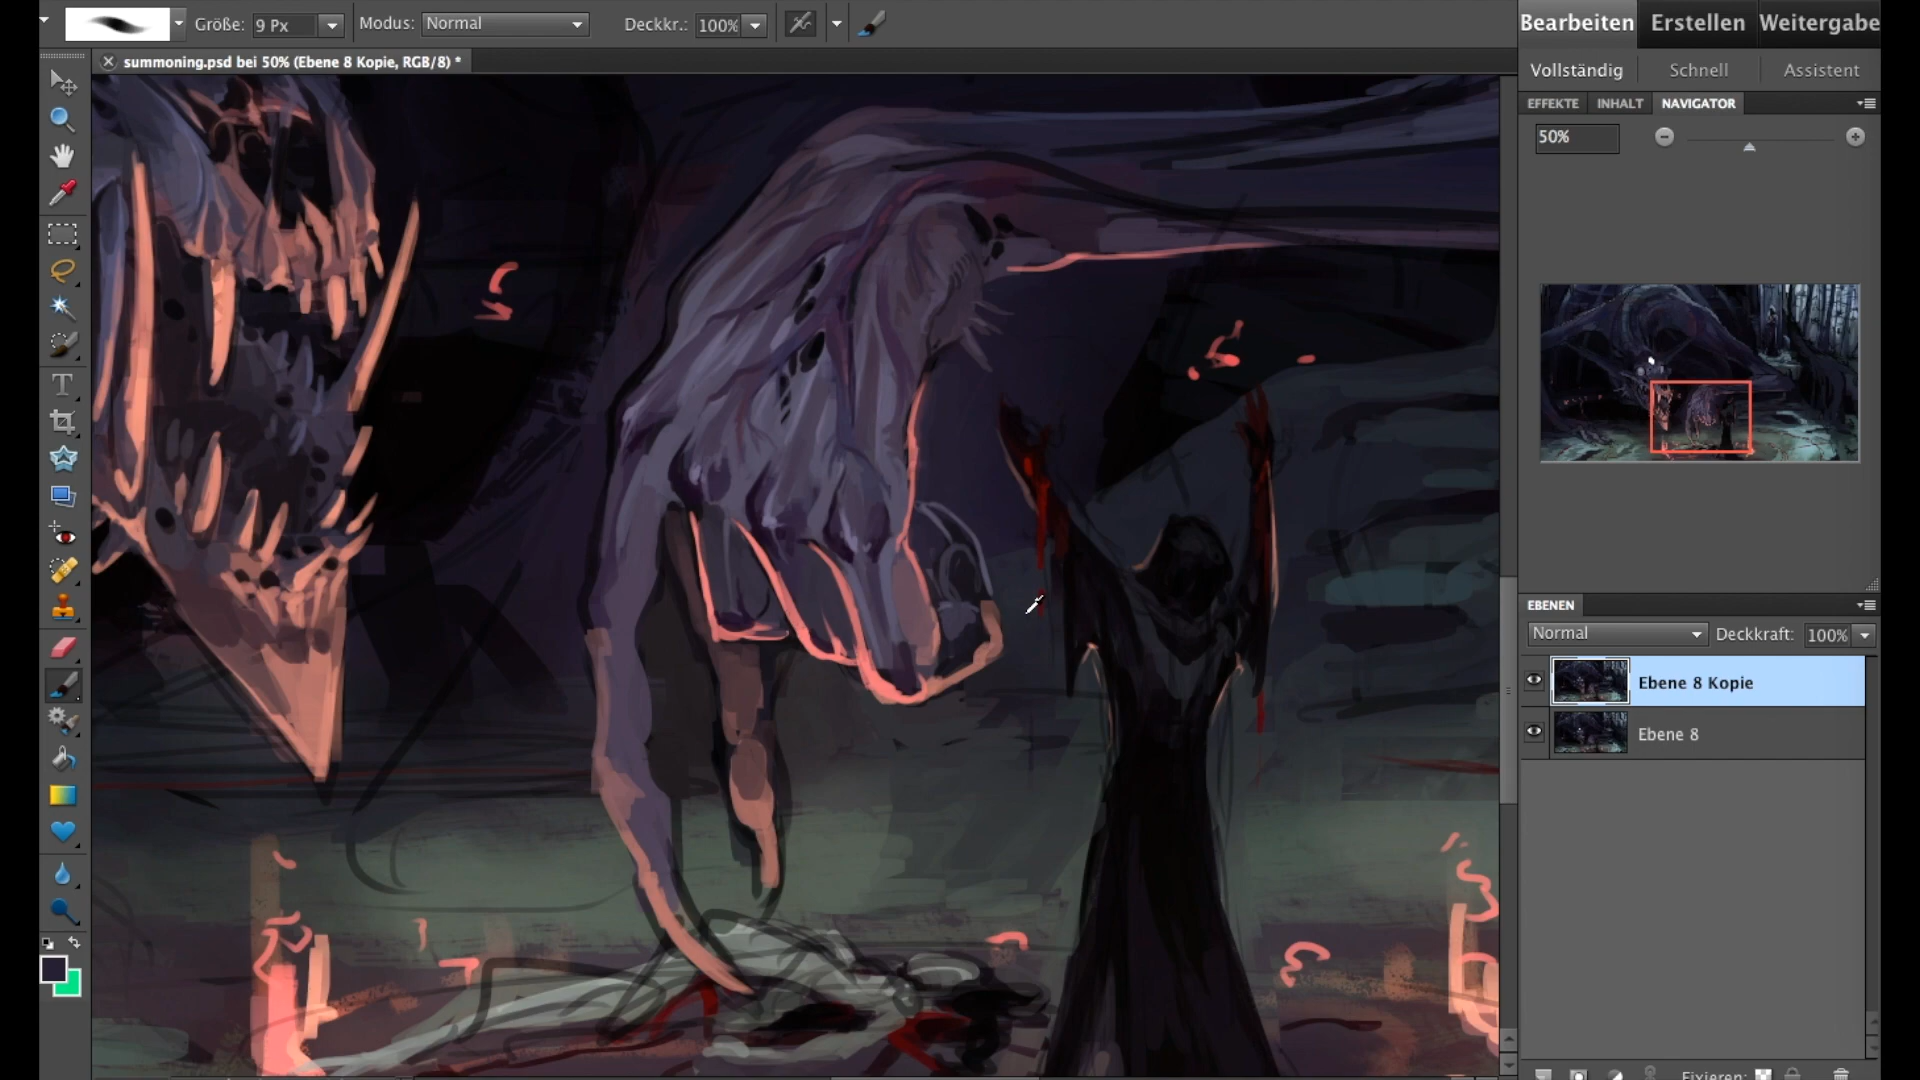 Größe: 9 Px Modus: Normal Deckkr.: 100%
Bearbeiten Erstellen Weitergabe
summoning.psd bei 50% (Ebene 8 Kopie, RGB/8) *
Vollständig Schnell Assistent
EFFEKTE INHALT NAVIGATOR
50%
EBENEN
Normal Deckkraft: 100%
Ebene 8 Kopie
Ebene 8
Fixieren: